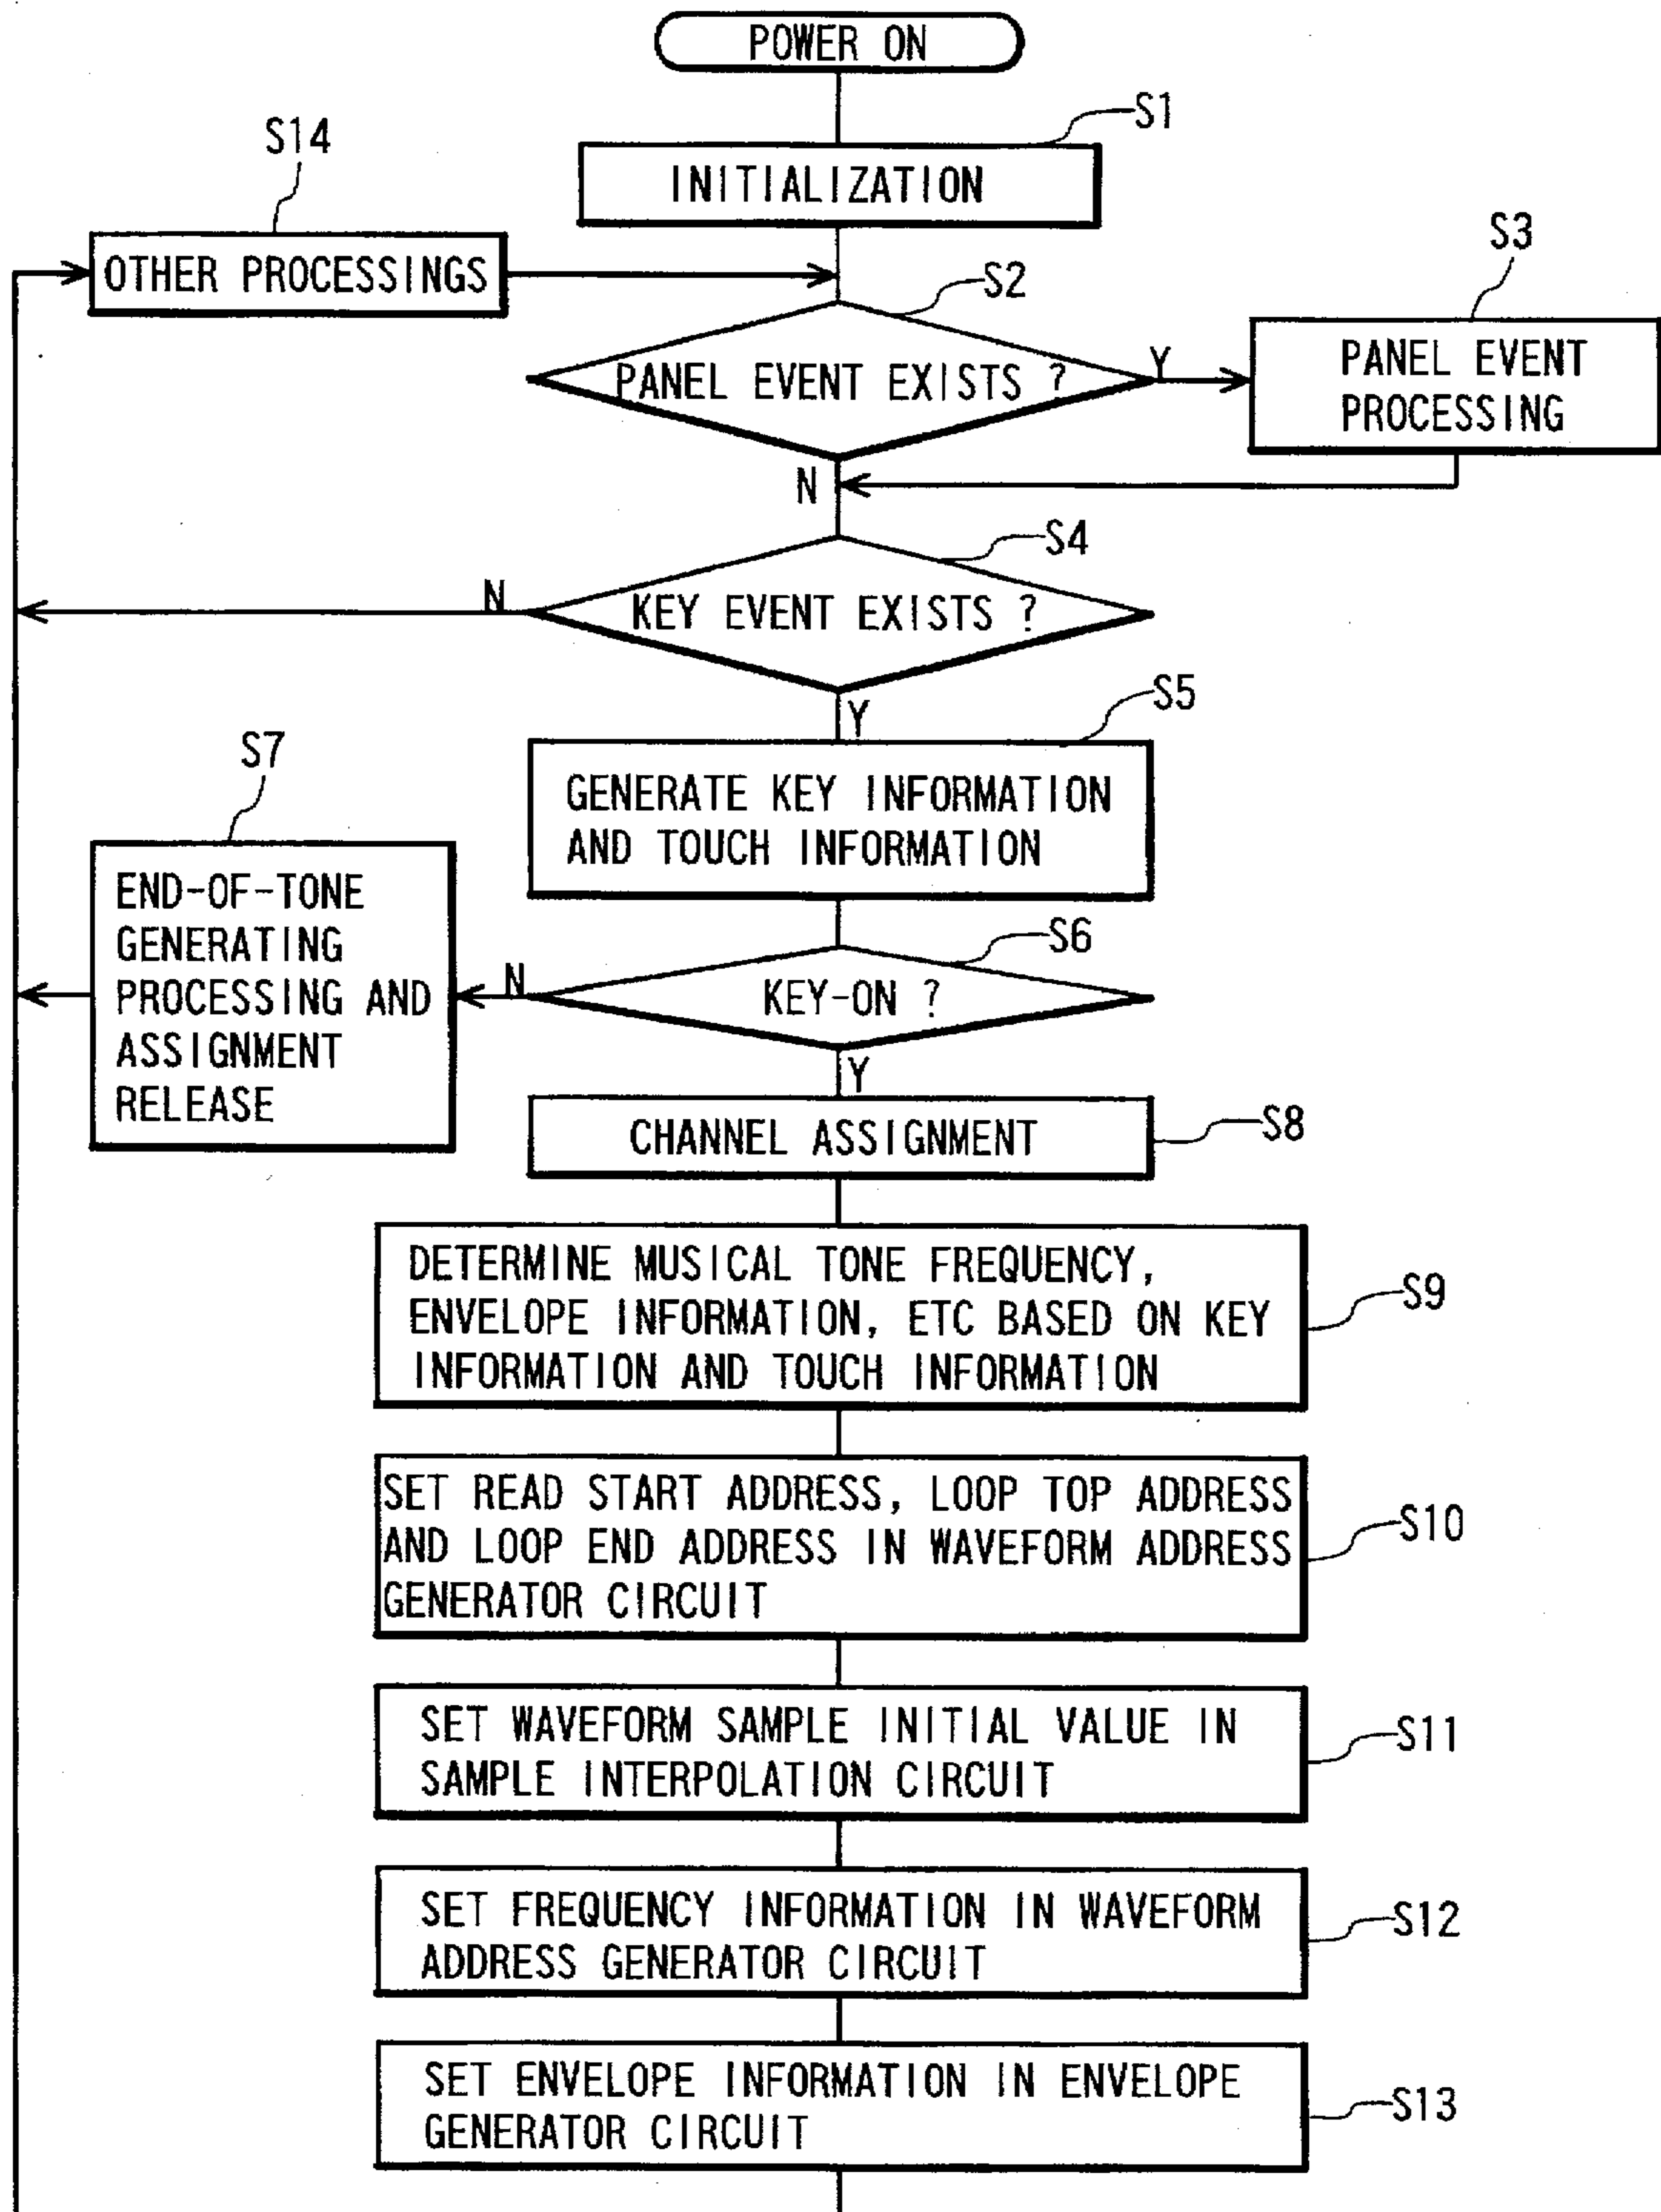 POWER ON
S1
INITIALIZATION
S14
OTHER PROCESSINGS
S2
PANEL EVENT EXISTS ?
Y
S3
PANEL EVENT
PROCESSING
N
S4
KEY EVENT EXISTS ?
N
Y
S5
GENERATE KEY INFORMATION
AND TOUCH INFORMATION
S6
KEY-ON ?
N
S7
END-OF-TONE
GENERATING
PROCESSING AND
ASSIGNMENT
RELEASE
Y
CHANNEL ASSIGNMENT
S8
DETERMINE MUSICAL TONE FREQUENCY,
ENVELOPE INFORMATION, ETC BASED ON KEY
INFORMATION AND TOUCH INFORMATION
S9
SET READ START ADDRESS, LOOP TOP ADDRESS
AND LOOP END ADDRESS IN WAVEFORM ADDRESS
GENERATOR CIRCUIT
S10
SET WAVEFORM SAMPLE INITIAL VALUE IN
SAMPLE INTERPOLATION CIRCUIT
S11
SET FREQUENCY INFORMATION IN WAVEFORM
ADDRESS GENERATOR CIRCUIT
S12
SET ENVELOPE INFORMATION IN ENVELOPE
GENERATOR CIRCUIT
S13